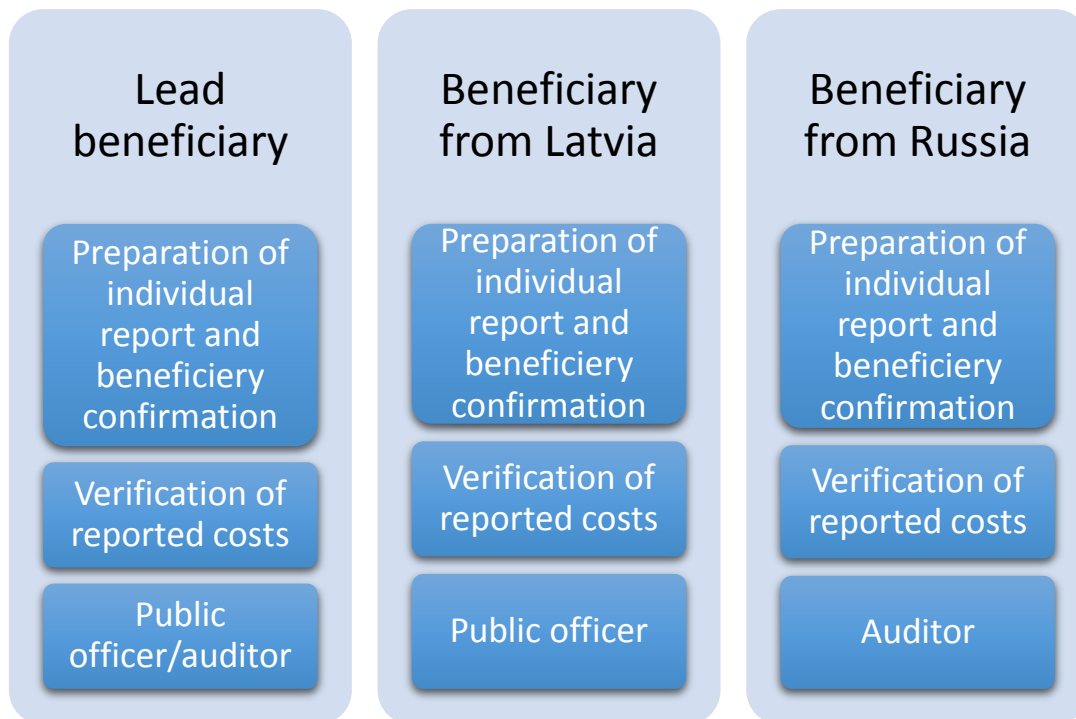 Lead
beneficiary
Preparation of
individual
report and
beneficiery
confirmation
Verification of
reported costs
Public
officer/auditor
Beneficiary
from Latvia
Preparation of
individual
report and
beneficiery
confirmation
Verification of
reported costs
Public officer
Beneficiary
from Russia
Preparation of
individual
report and
beneficiery
confirmation
Verification of
reported costs
Auditor